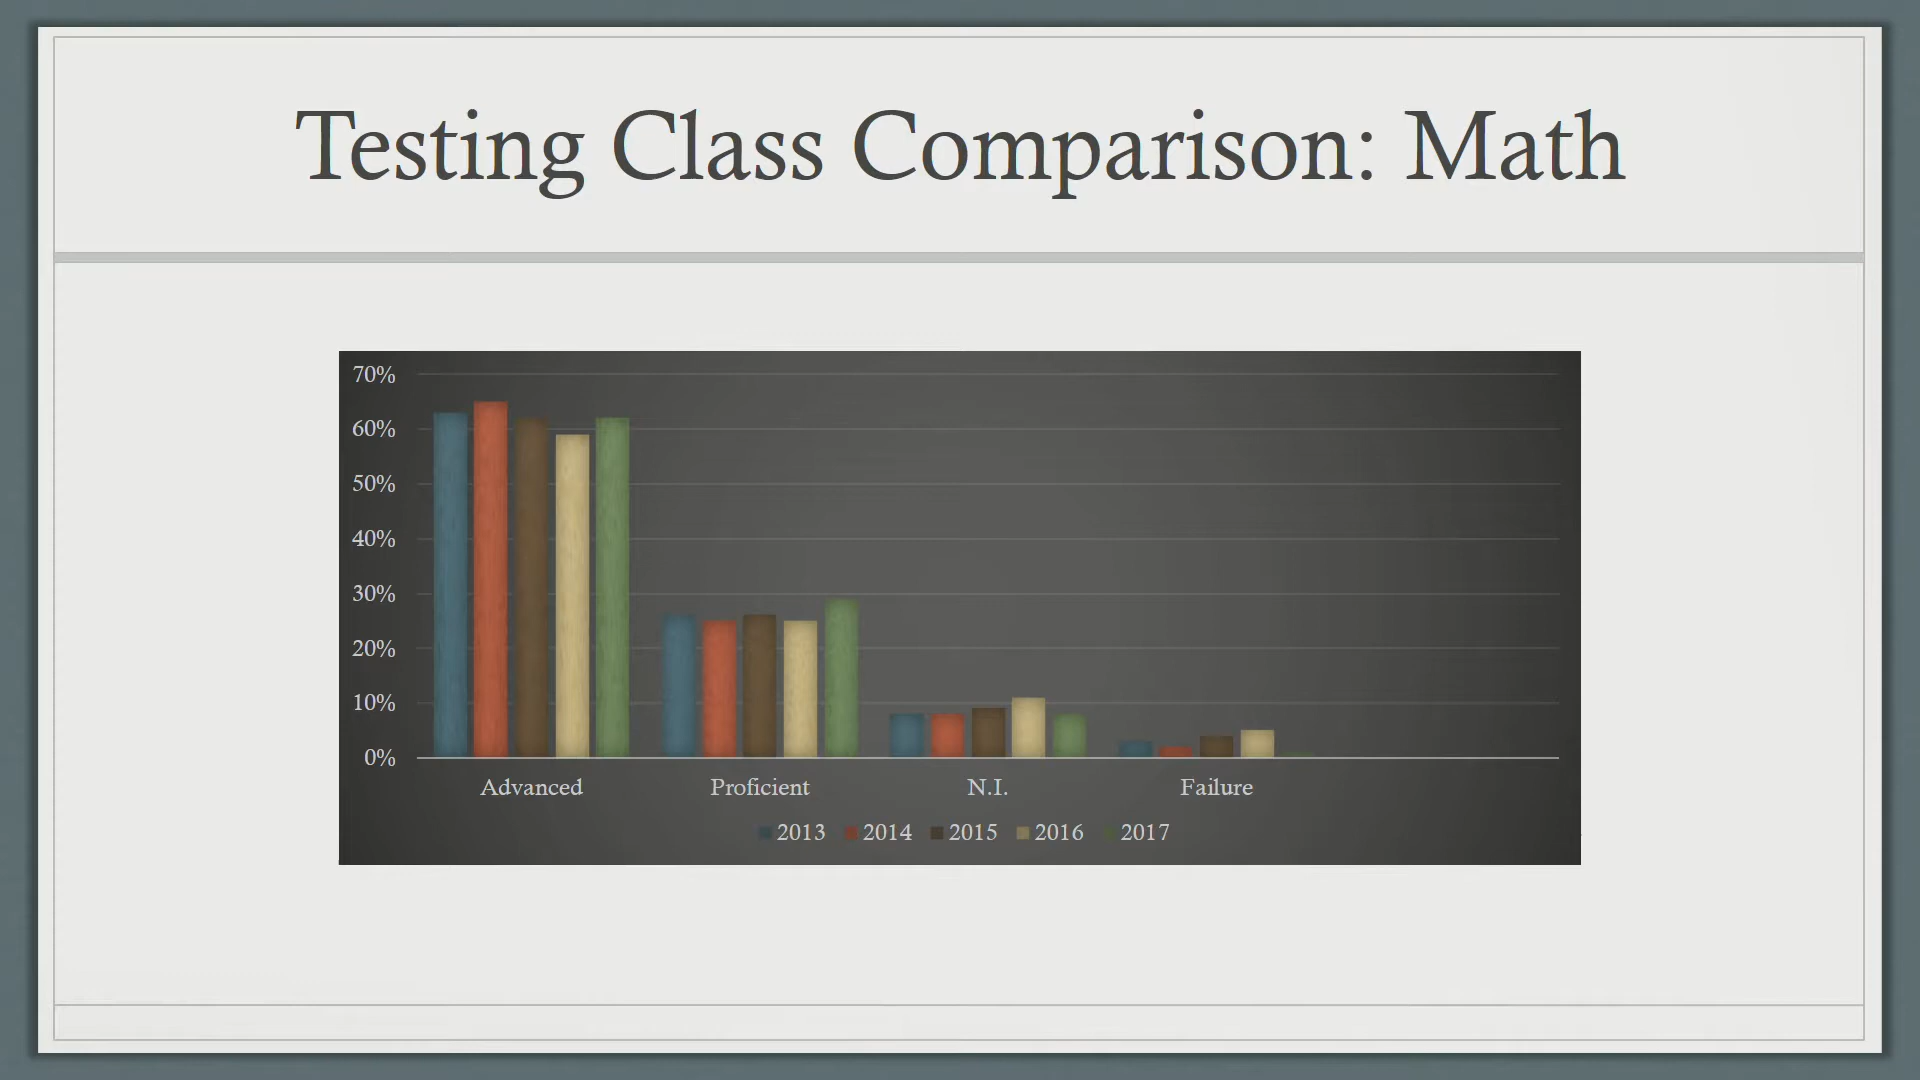 Testing Class Comparison: Math
70%
60%
50%
40%
30%
20%
10%
0%
Advanced Proficient N.I. Failure
2013 2014 2015 2016 2017